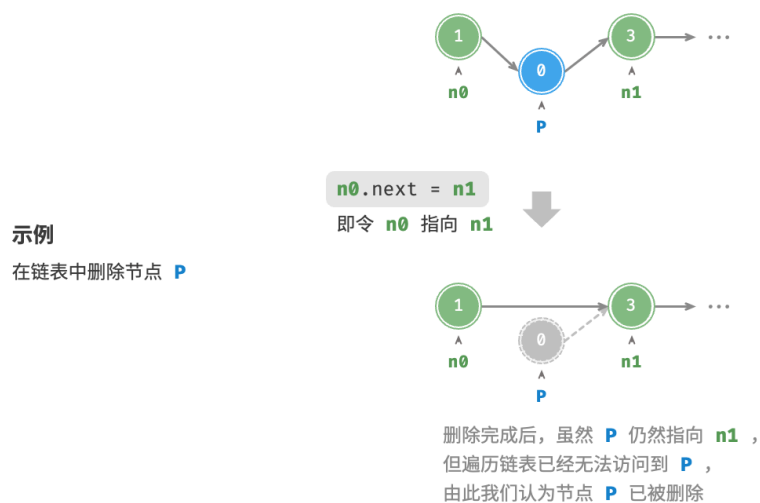 1
3
···
0
n0
n1
P
n0.next = n1
即令 n0 指向 n1
示例
在链表中删除节点 P
1
3
···
0
n0
n1
P
删除完成后，虽然 P 仍然指向 n1 ，
但遍历链表已经无法访问到 P ，
由此我们认为节点 P 已被删除